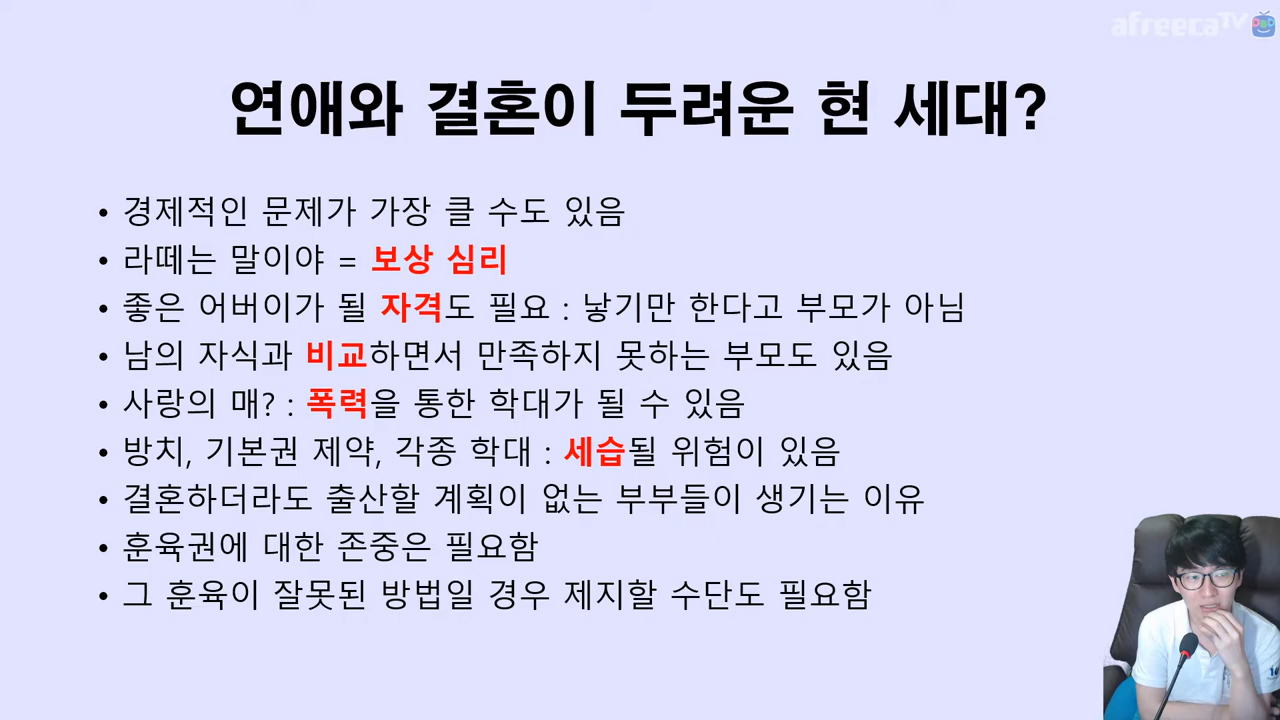 afreecaTV
연애와 결혼이 두려운 현 세대?
• 경제적인 문제가 가장 클 수도 있음
• 라떼는 말이야 = 보상 심리
• 좋은 어버이가 될 자격도 필요 : 낳기만 한다고 부모가 아님
• 남의 자식과 비교하면서 만족하지 못하는 부모도 있음
• 사랑의 매? : 폭력을 통한 학대가 될 수 있음
• 방치, 기본권 제약, 각종 학대 : 세습될 위험이 있음
• 결혼하더라도 출산할 계획이 없는 부부들이 생기는 이유
• 훈육권에 대한 존중은 필요함
• 그 훈육이 잘못된 방법일 경우 제지할 수단도 필요함